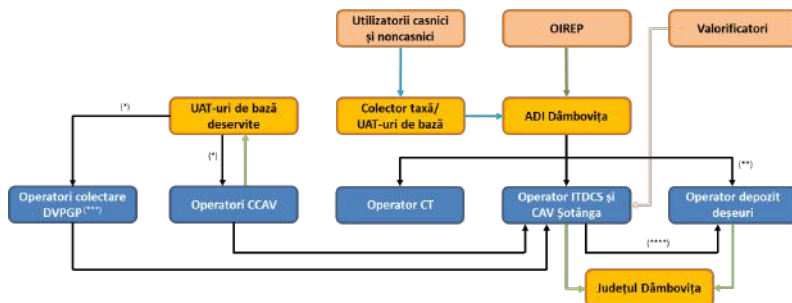 Utilizatorii casnici
și noncasnici
OIREP
Valorificatori
(*)
UAT-uri de bază
deservite
Colector taxă/
UAT-uri de bază
ADI Dâmbovița
(*)
(**)
Operatori colectare
DVPGP(***)
Operatori CCAV
Operator CT
Operator ITDCS și
CAV Șotânga
Operator depozit
deșeuri
(****)
Județul Dâmbovița